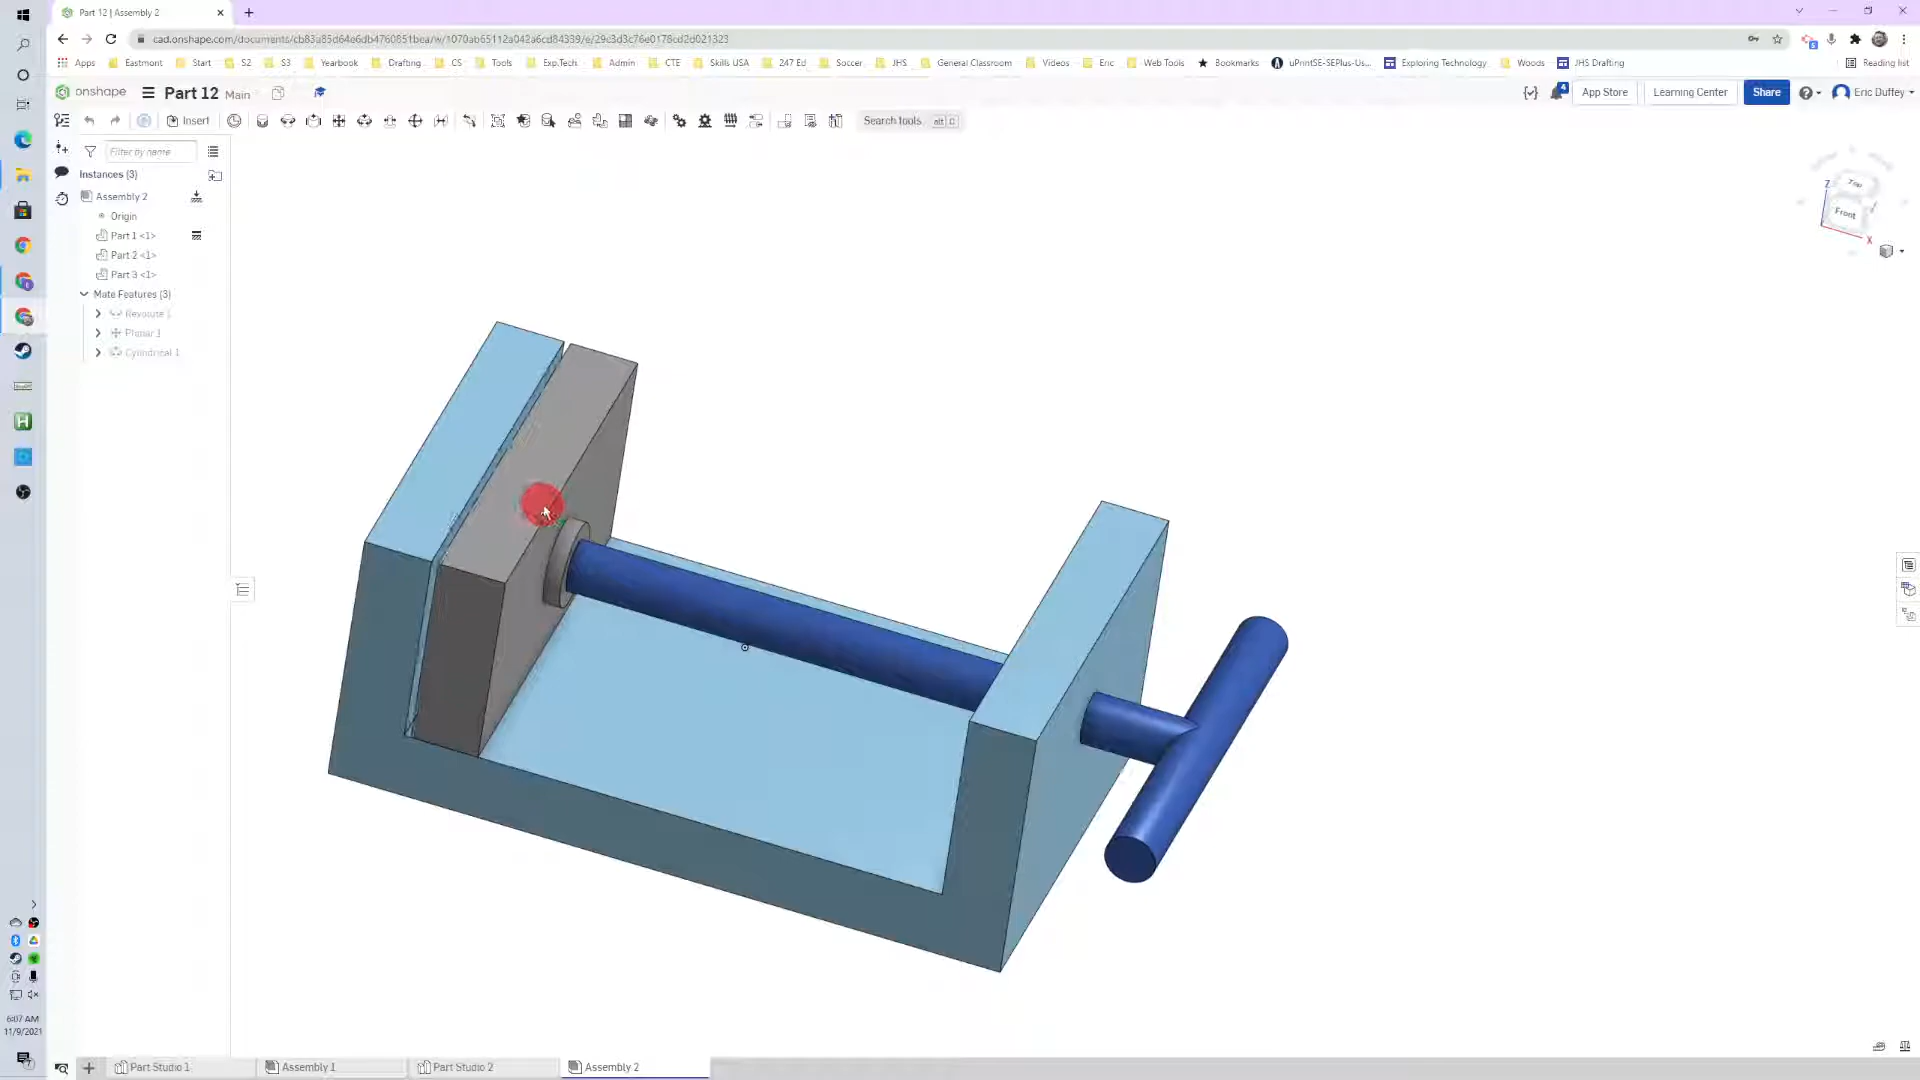 Part 12 | Assembly 2
cad.onshape.com/documents/cb83a85d64e6db4760851bea/w/1070ab65112a042a6cd84339/e/29c3d3c76e0178cd2d021323
Apps Eastmont Start S2 S3 Yearbook Drafting CS Tools Exp.Tech. Admin CTE Skills USA 247 Ed Soccer JHS General Classroom Videos Eric Web Tools Bookmarks uPrintSE-SEPlus-Us... Exploring Technology Woods JHS Drafting Reading list
onshape Part 12 Main 4 App Store Learning Center Share Eric Duffey
Insert Search tools... alt C
Filter by name
Instances (3)
Assembly 2
Origin
Part 1 <1>
Part 2 <1>
Part 3 <1>
Mate Features (3)
Revolute 1
Planar 1
Cylindrical 1
Z
Top
Front
X
6:07 AM
11/9/2021
Part Studio 1 Assembly 1 Part Studio 2 Assembly 2